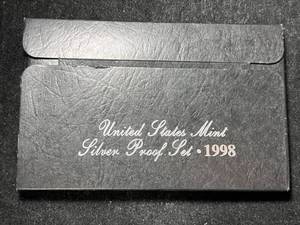 United States Mint
Silver Proof Set • 1998